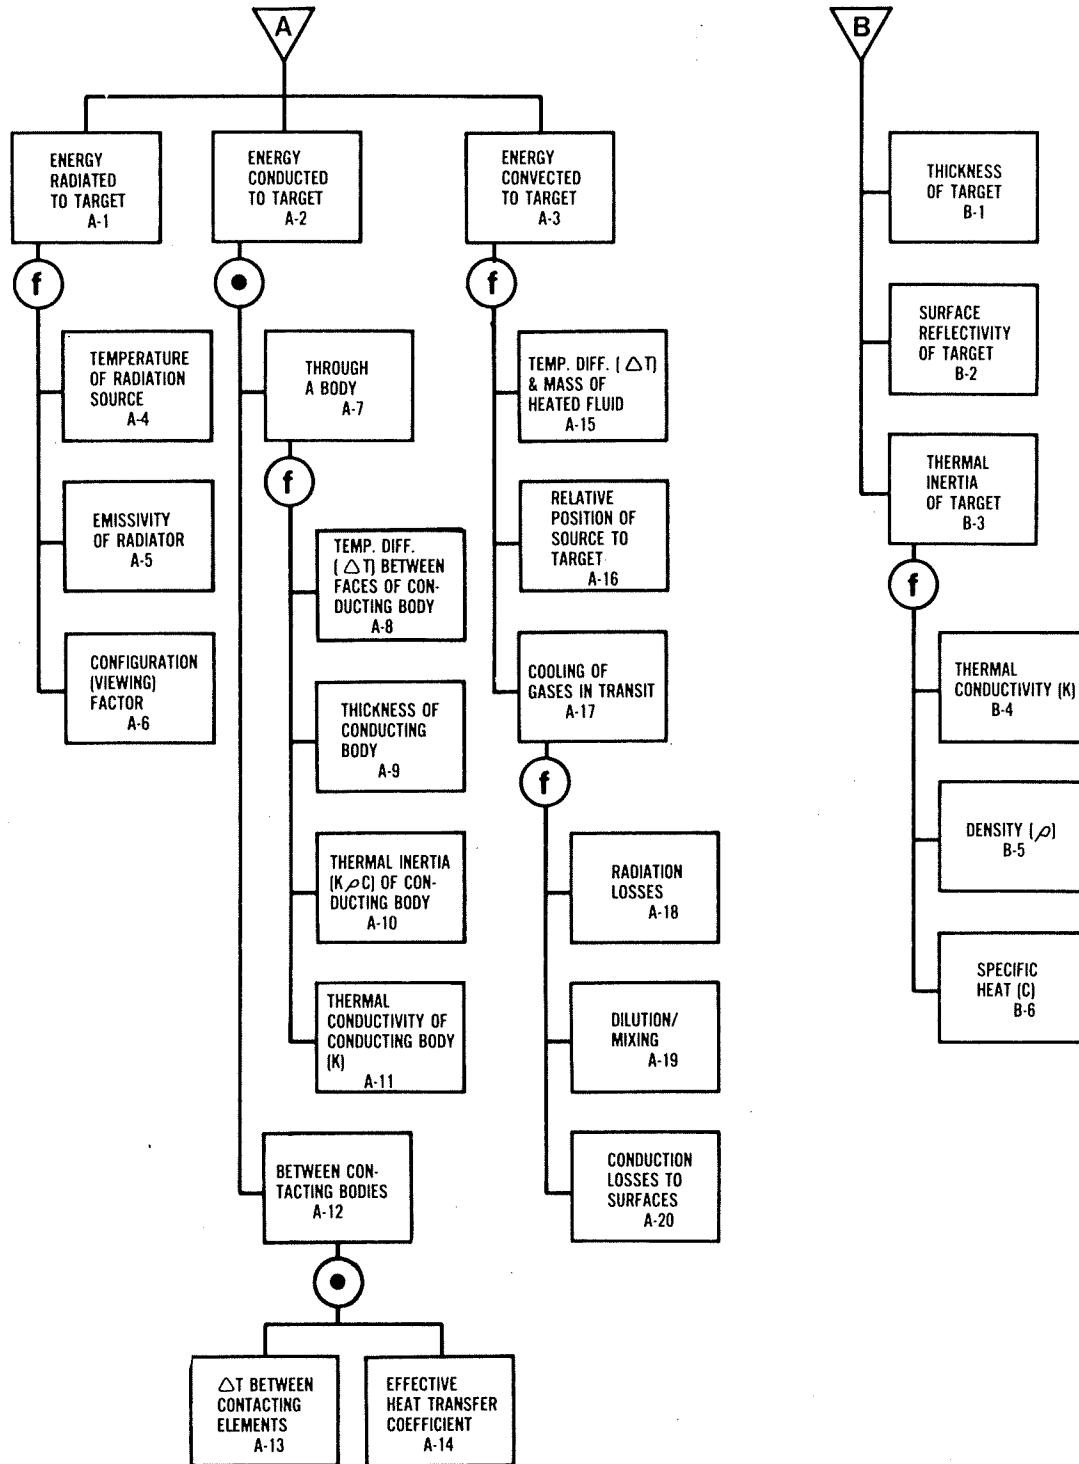 A
B
ENERGY
RADIATED
TO TARGET
A-1
ENERGY
CONDUCTED
TO TARGET
A-2
ENERGY
CONVECTED
TO TARGET
A-3
f
f
TEMPERATURE
OF RADIATION
SOURCE
A-4
EMISSIVITY
OF RADIATOR
A-5
CONFIGURATION
(VIEWING)
FACTOR
A-6
THROUGH
A BODY
A-7
f
TEMP. DIFF.
(△T) BETWEEN
FACES OF CON-
DUCTING BODY
A-8
THICKNESS OF
CONDUCTING
BODY
A-9
THERMAL INERTIA
(KρC) OF CON-
DUCTING BODY
A-10
THERMAL
CONDUCTIVITY OF
CONDUCTING BODY
(K)
A-11
BETWEEN CON-
TACTING BODIES
A-12
△T BETWEEN
CONTACTING
ELEMENTS
A-13
EFFECTIVE
HEAT TRANSFER
COEFFICIENT
A-14
TEMP. DIFF. (△T)
& MASS OF
HEATED FLUID
A-15
RELATIVE
POSITION OF
SOURCE TO
TARGET
A-16
COOLING OF
GASES IN TRANSIT
A-17
f
RADIATION
LOSSES
A-18
DILUTION/
MIXING
A-19
CONDUCTION
LOSSES TO
SURFACES
A-20
THICKNESS
OF TARGET
B-1
SURFACE
REFLECTIVITY
OF TARGET
B-2
THERMAL
INERTIA
OF TARGET
B-3
f
THERMAL
CONDUCTIVITY (K)
B-4
DENSITY (ρ)
B-5
SPECIFIC
HEAT (C)
B-6